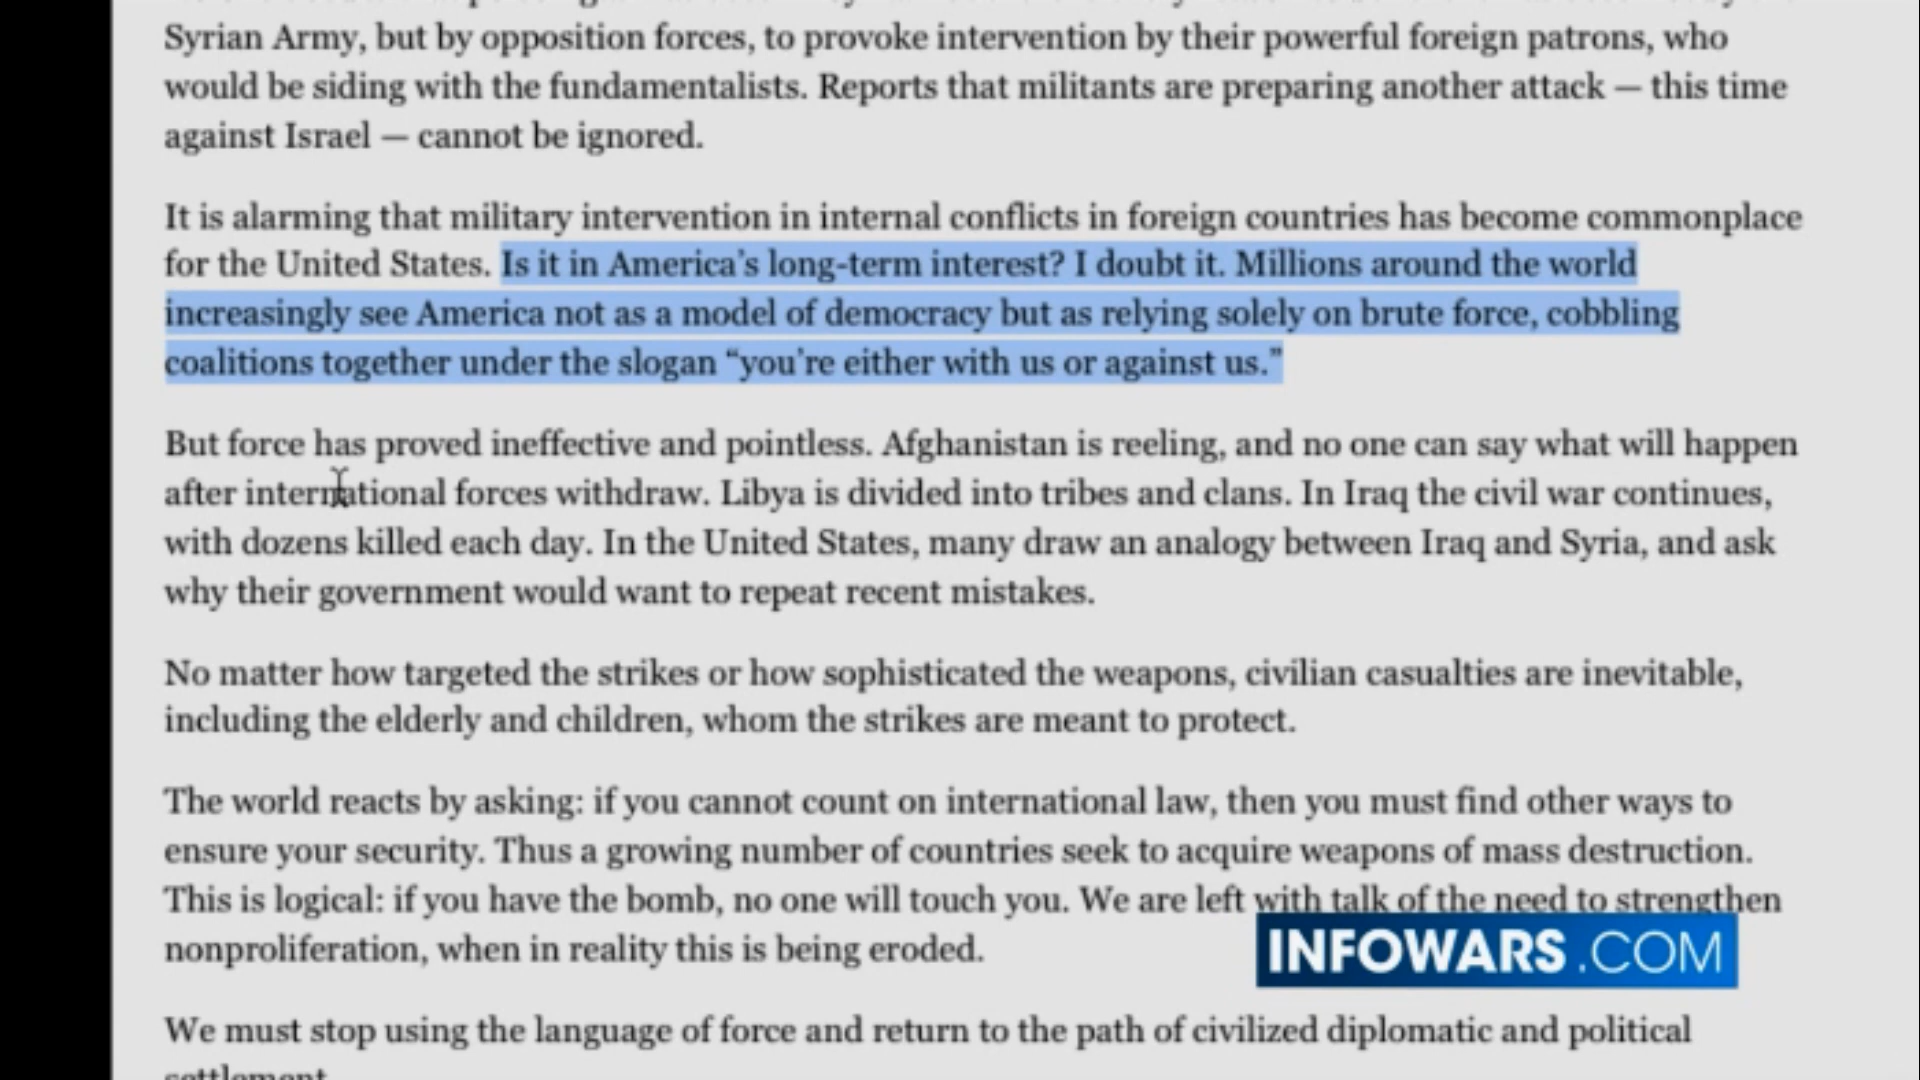 Syrian Army, but by opposition forces, to provoke intervention by their powerful foreign patrons, who
would be siding with the fundamentalists. Reports that militants are preparing another attack — this time
against Israel — cannot be ignored.
It is alarming that military intervention in internal conflicts in foreign countries has become commonplace
for the United States. Is it in America’s long-term interest? I doubt it. Millions around the world
increasingly see America not as a model of democracy but as relying solely on brute force, cobbling
coalitions together under the slogan “you’re either with us or against us.”
But force has proved ineffective and pointless. Afghanistan is reeling, and no one can say what will happen
after international forces withdraw. Libya is divided into tribes and clans. In Iraq the civil war continues,
with dozens killed each day. In the United States, many draw an analogy between Iraq and Syria, and ask
why their government would want to repeat recent mistakes.
No matter how targeted the strikes or how sophisticated the weapons, civilian casualties are inevitable,
including the elderly and children, whom the strikes are meant to protect.
The world reacts by asking: if you cannot count on international law, then you must find other ways to
ensure your security. Thus a growing number of countries seek to acquire weapons of mass destruction.
This is logical: if you have the bomb, no one will touch you. We are left with talk of the need to strengthen
nonproliferation, when in reality this is being eroded.
INFOWARS.COM
We must stop using the language of force and return to the path of civilized diplomatic and political
settlement.